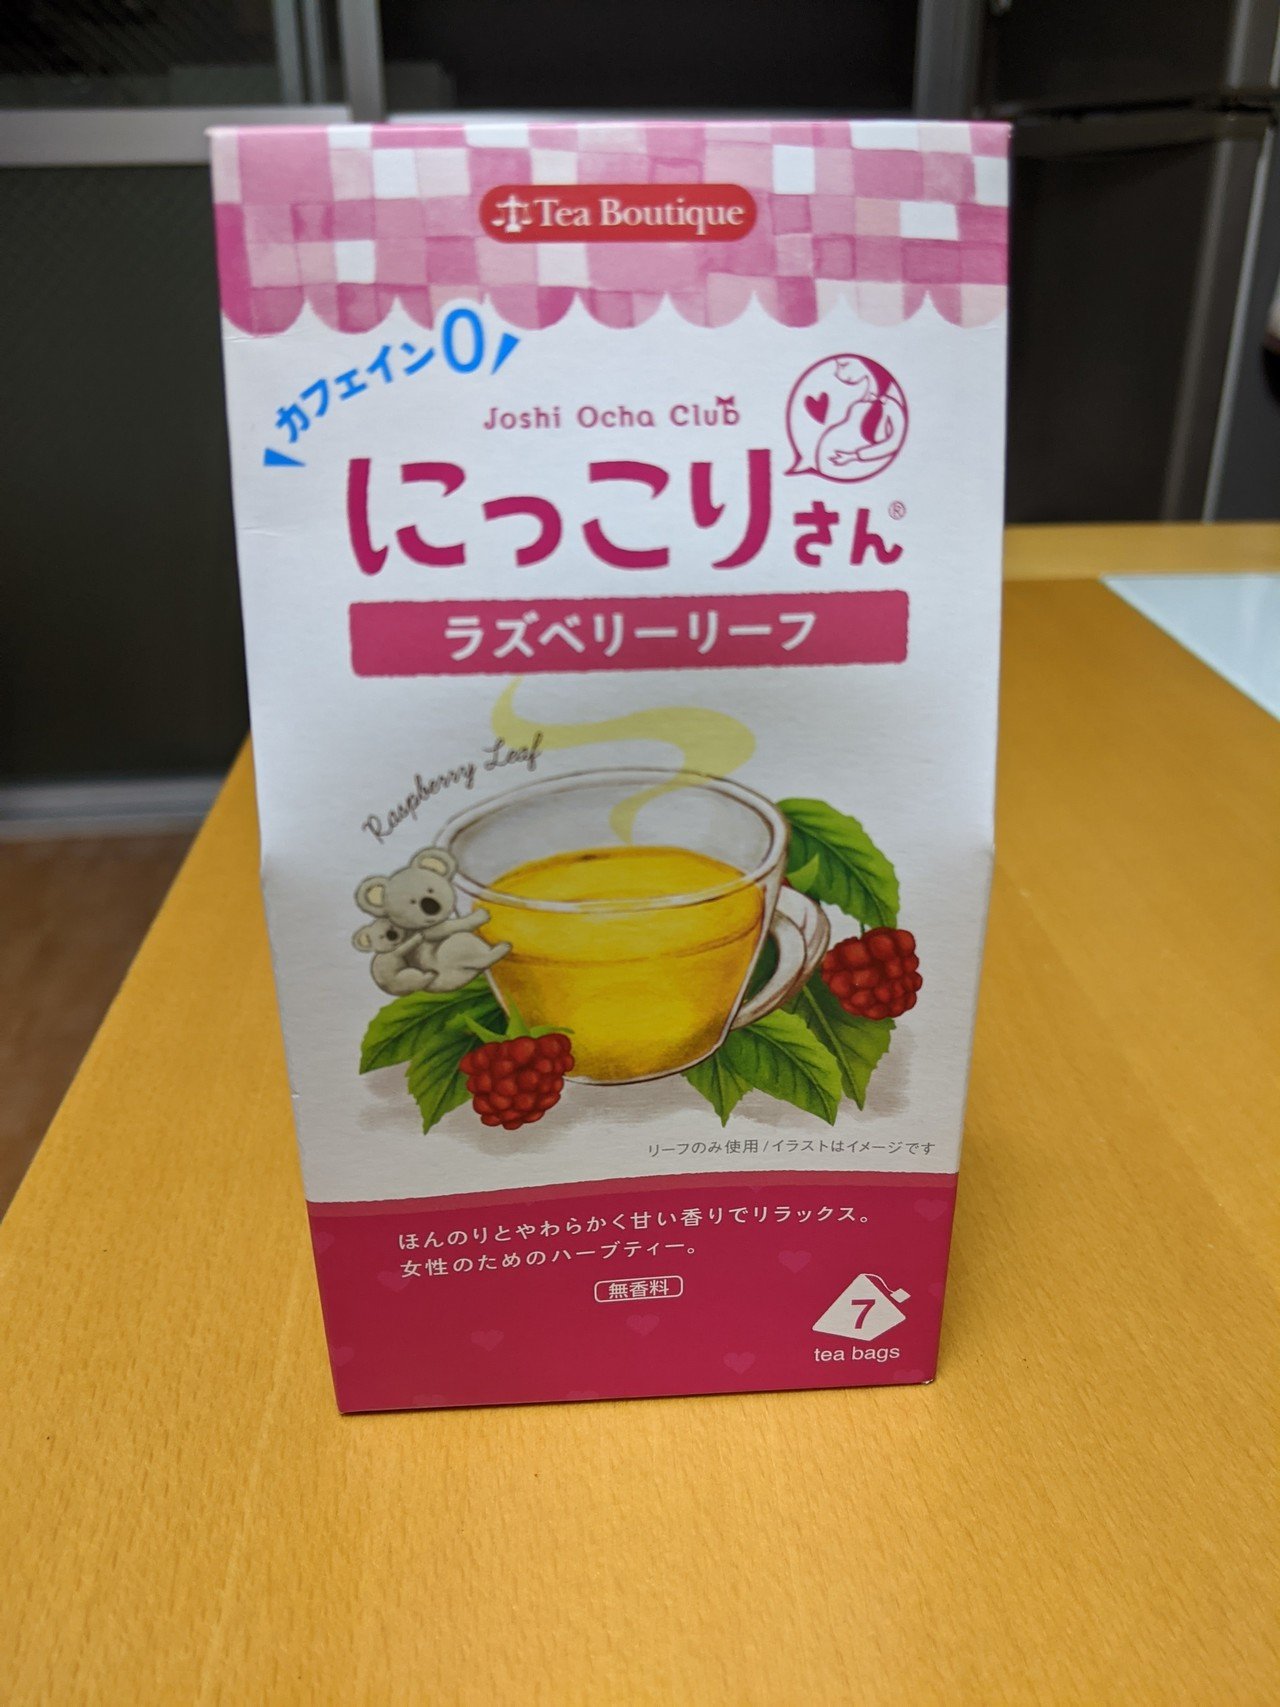 Tea Boutique
カフェイン0
Joshi Ocha Club
にっこりさん®
ラズベリーリーフ
Raspberry Leaf
リーフのみ使用/イラストはイメージです
ほんのりとやわらかく甘い香りでリラックス。
女性のためのハーブティー。
無香料
7
tea bags